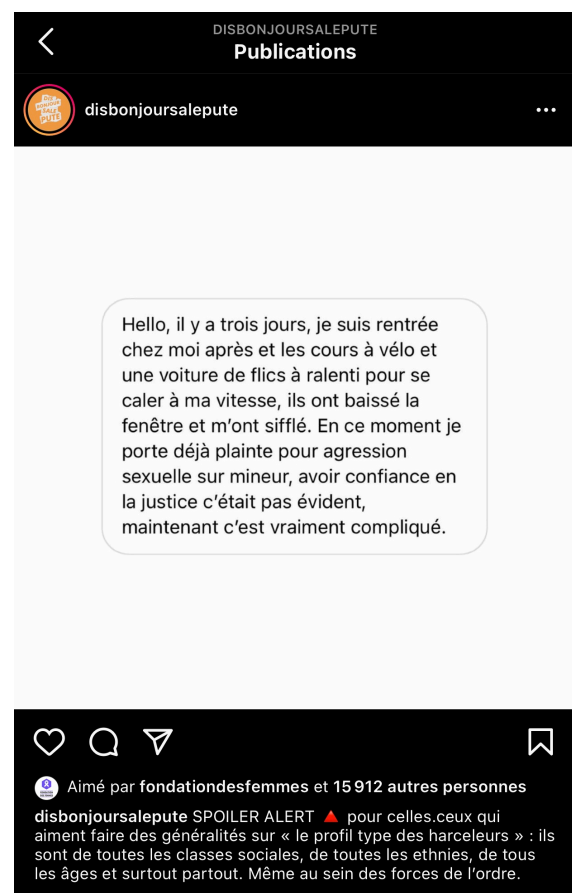 DISBONJOURSALEPUTE
Publications
DIS
BONJOUR
SALE
PUTE
disbonjoursalepute
Hello, il y a trois jours, je suis rentrée
chez moi après et les cours à vélo et
une voiture de flics à ralenti pour se
caler à ma vitesse, ils ont baissé la
fenêtre et m’ont sifflé. En ce moment je
porte déjà plainte pour agression
sexuelle sur mineur, avoir confiance en
la justice c’était pas évident,
maintenant c’est vraiment compliqué.
Aimé par fondationdesfemmes et 15 912 autres personnes
disbonjoursalepute SPOILER ALERT 🔺 pour celles.ceux qui
aiment faire des généralités sur « le profil type des harceleurs » : ils
sont de toutes les classes sociales, de toutes les ethnies, de tous
les âges et surtout partout. Même au sein des forces de l’ordre.